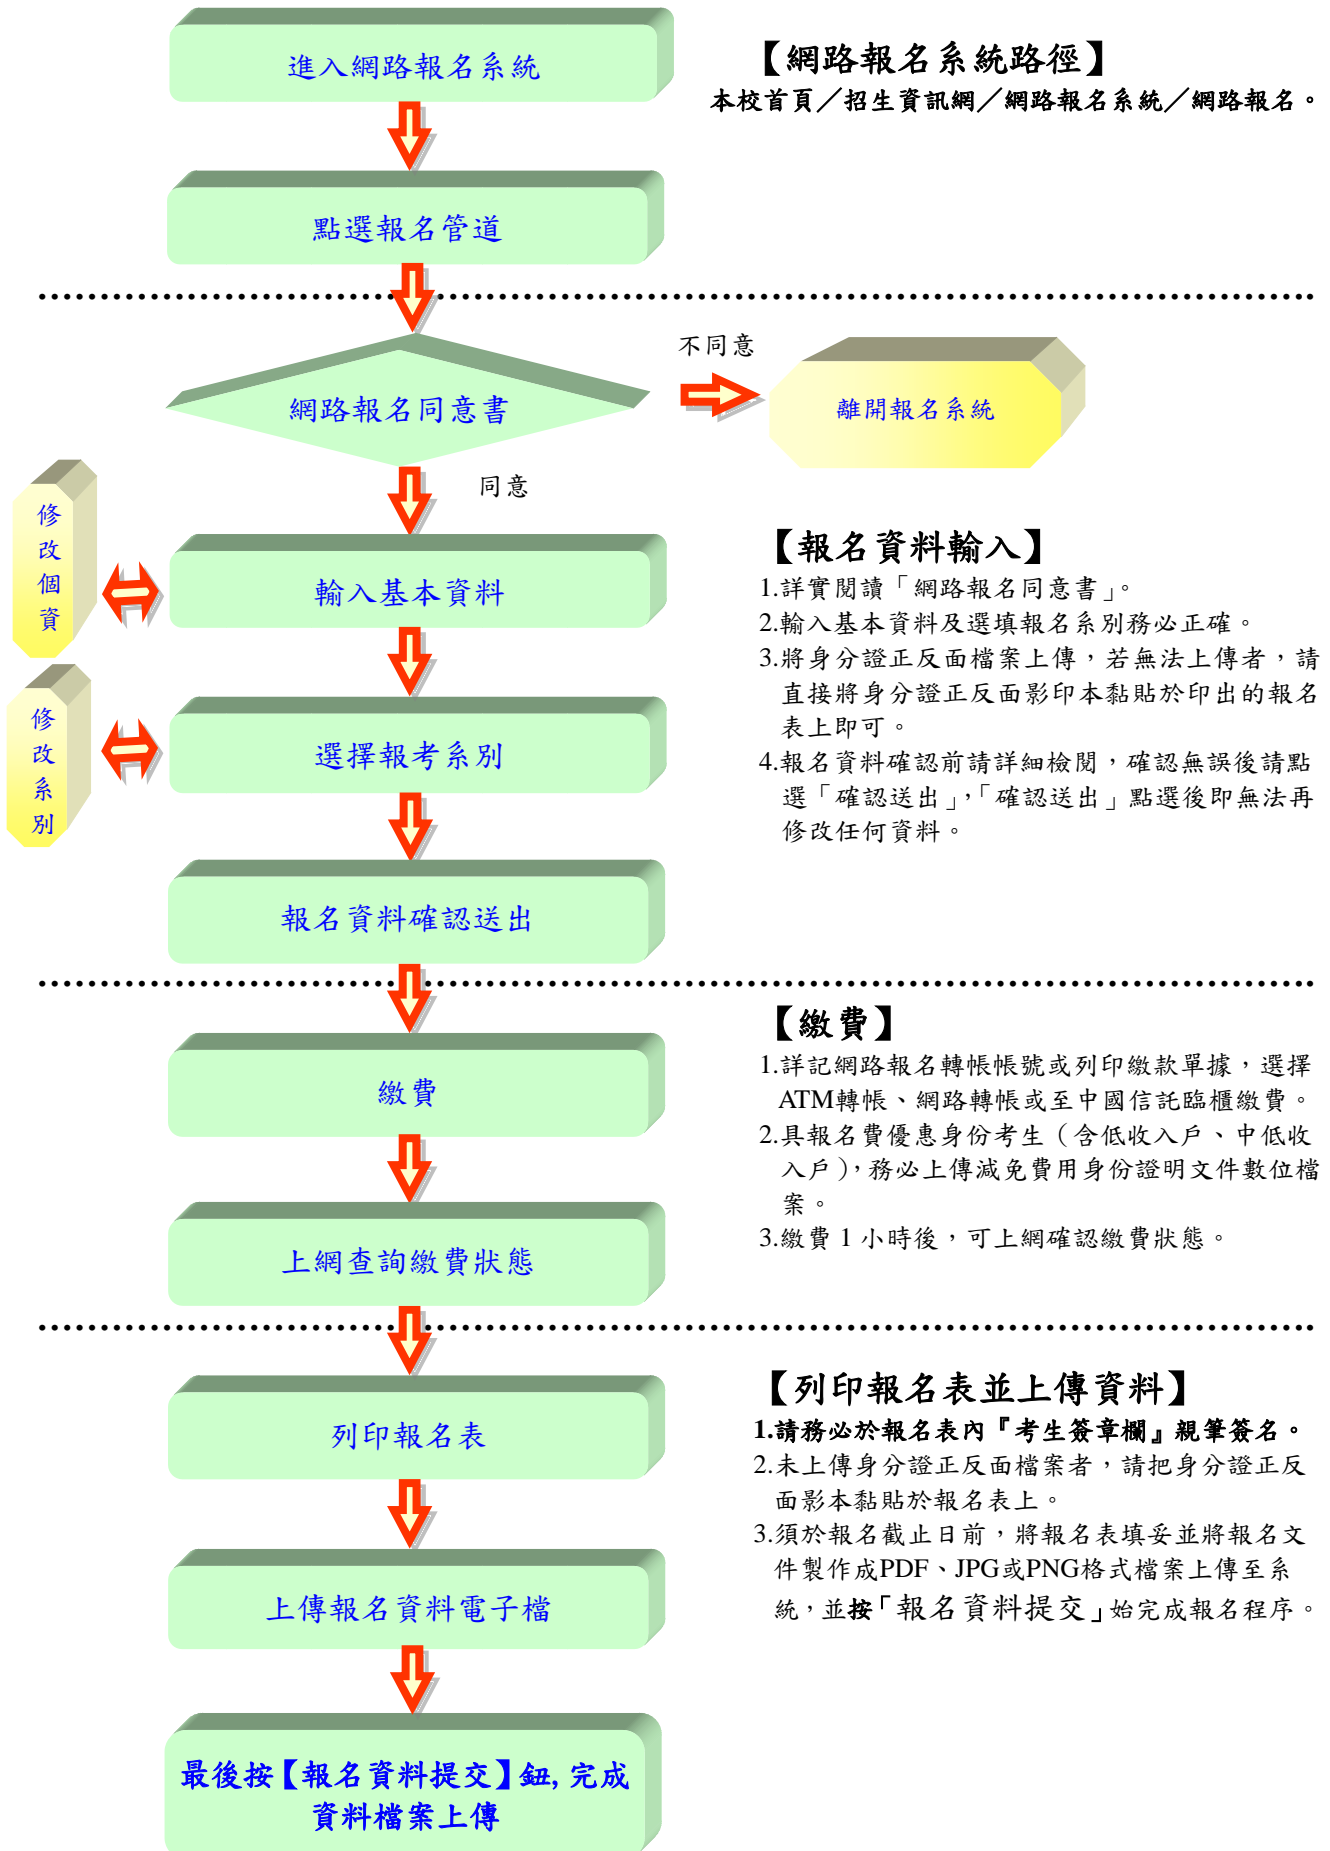 進入網路報名系統
【網路報名系統路徑】
本校首頁／招生資訊網／網路報名系統／網路報名。
點選報名管道
不同意
網路報名同意書
離開報名系統
同意
修
改
個
資
輸入基本資料
【報名資料輸入】
1.詳實閱讀「網路報名同意書」。
2.輸入基本資料及選填報名系別務必正確。
3.將身分證正反面檔案上傳，若無法上傳者，請
直接將身分證正反面影印本黏貼於印出的報名
表上即可。
4.報名資料確認前請詳細檢閱，確認無誤後請點
選「確認送出」，「確認送出」點選後即無法再
修改任何資料。
修
改
系
別
選擇報考系別
報名資料確認送出
【繳費】
1.詳記網路報名轉帳帳號或列印繳款單據，選擇
ATM轉帳、網路轉帳或至中國信託臨櫃繳費。
2.具報名費優惠身份考生（含低收入戶、中低收
入戶），務必上傳減免費用身份證明文件數位檔
案。
3.繳費 1 小時後，可上網確認繳費狀態。
繳費
上網查詢繳費狀態
【列印報名表並上傳資料】
1.請務必於報名表內『考生簽章欄』親筆簽名。
2.未上傳身分證正反面檔案者，請把身分證正反
面影本黏貼於報名表上。
3.須於報名截止日前，將報名表填妥並將報名文
件製作成PDF、JPG或PNG格式檔案上傳至系
統，並按「報名資料提交」始完成報名程序。
列印報名表
上傳報名資料電子檔
最後按【報名資料提交】鈕,完成
資料檔案上傳